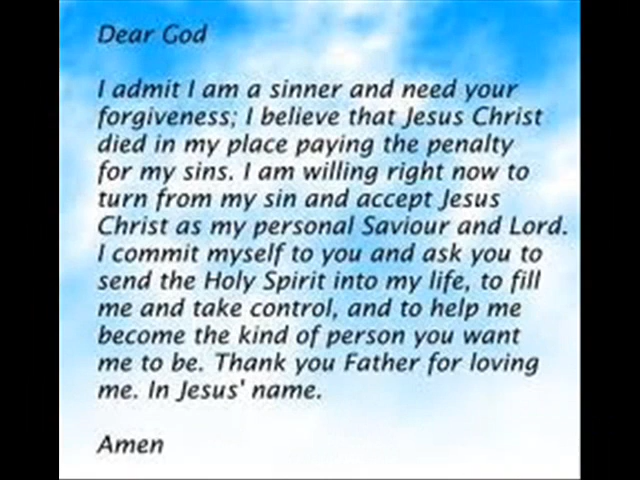 Dear God
I admit I am a sinner and need your
forgiveness; I believe that Jesus Christ
died in my place paying the penalty
for my sins. I am willing right now to
turn from my sin and accept Jesus
Christ as my personal Saviour and Lord.
I commit myself to you and ask you to
send the Holy Spirit into my life, to fill
me and take control, and to help me
become the kind of person you want
me to be. Thank you Father for loving
me. In Jesus' name.
Amen